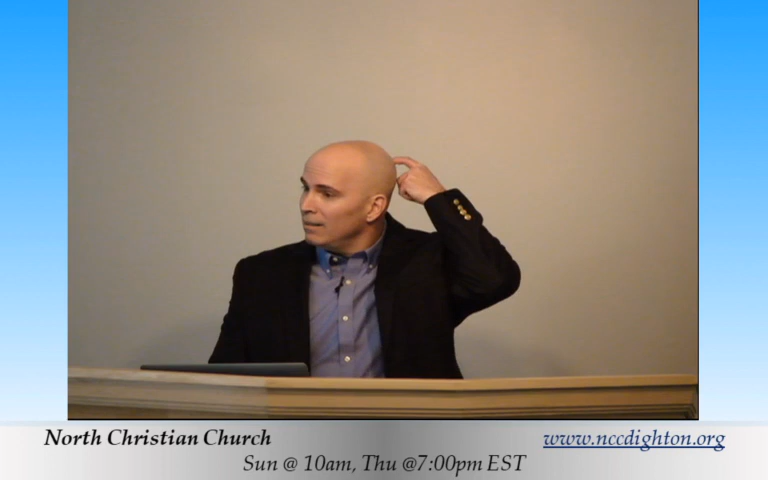 North Christian Church www.nccdighton.org
Sun @ 10am, Thu @7:00pm EST